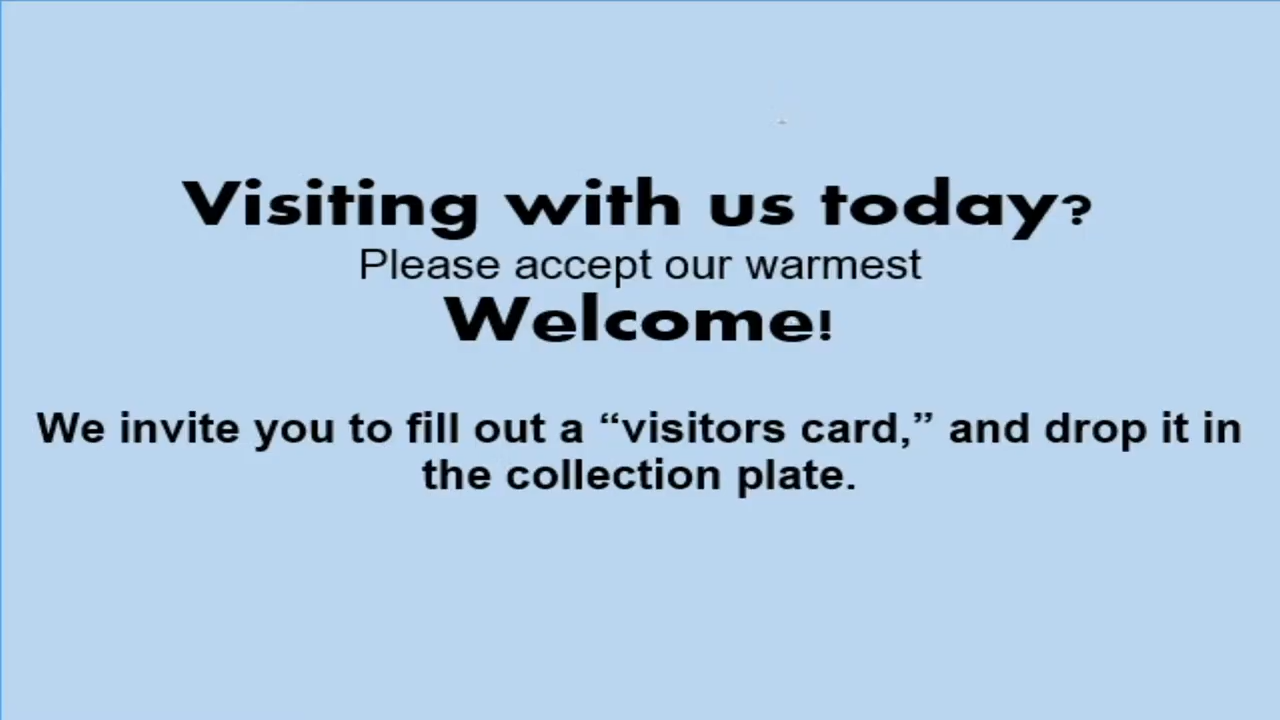 Visiting with us today?
Please accept our warmest
Welcome!
We invite you to fill out a “visitors card,” and drop it in
the collection plate.